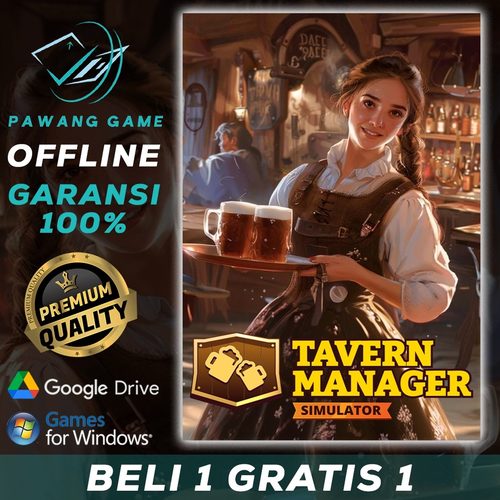 PAWANG GAME
OFFLINE
GARANSI
100%
PREMIUM
QUALITY
Google Drive
Games
for Windows®
TAVERN
MANAGER
SIMULATOR
BELI 1 GRATIS 1